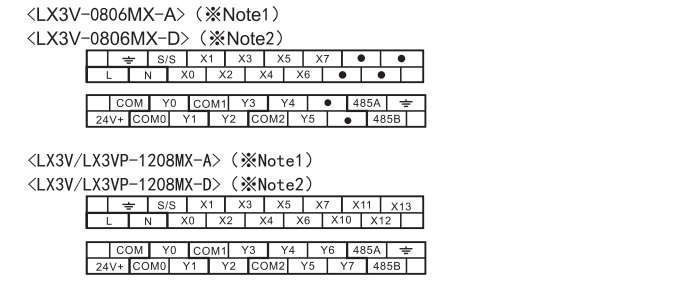 <LX3V-0806MX-A> (※Note1)
<LX3V-0806MX-D> (※Note2)
⏚ S/S X1 X3 X5 X7 ● ●
L N X0 X2 X4 X6 ● ●
COM Y0 COM1 Y3 Y4 ● 485A ⏚
24V+ COM0 Y1 Y2 COM2 Y5 ● 485B
<LX3V/LX3VP-1208MX-A> (※Note1)
<LX3V/LX3VP-1208MX-D> (※Note2)
⏚ S/S X1 X3 X5 X7 X11 X13
L N X0 X2 X4 X6 X10 X12
COM Y0 COM1 Y3 Y4 Y6 485A ⏚
24V+ COM0 Y1 Y2 COM2 Y5 Y7 485B